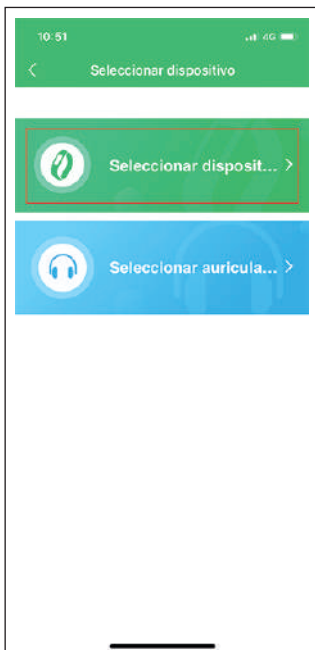 10:51
4G
Seleccionar dispositivo
Seleccionar disposit...
Seleccionar auricula...